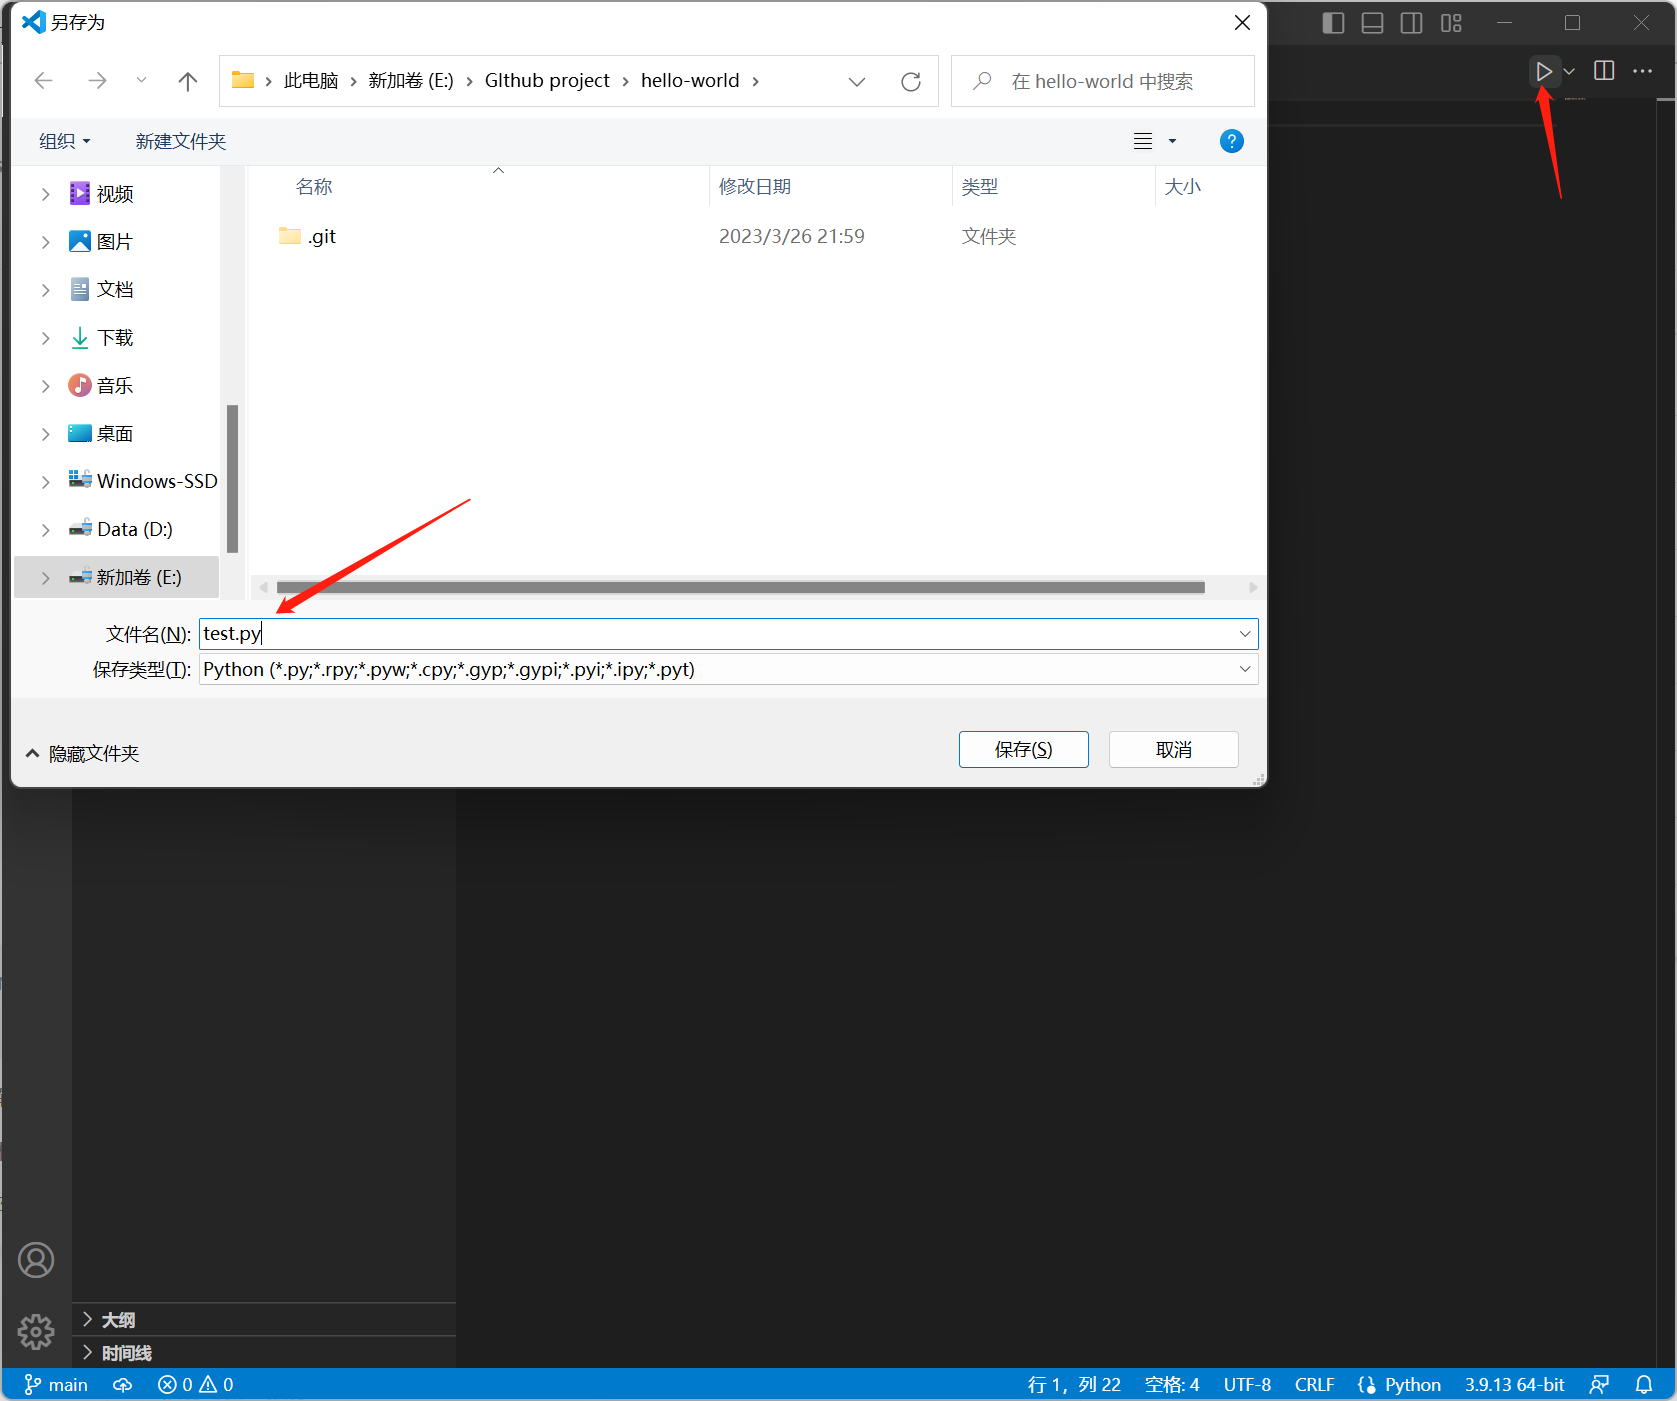 另存为
此电脑 › 新加卷 (E:) › GIthub project › hello-world ›
在 hello-world 中搜索
组织 新建文件夹
名称 修改日期 类型 大小
.git 2023/3/26 21:59 文件夹
视频
图片
文档
下载
音乐
桌面
Windows-SSD
Data (D:)
新加卷 (E:)
文件名(N): test.py
保存类型(T): Python (*.py;*.rpy;*.pyw;*.cpy;*.gyp;*.gypi;*.pyi;*.ipy;*.pyt)
隐藏文件夹 保存(S) 取消
大纲
时间线
main 0 0 行 1，列 22 空格: 4 UTF-8 CRLF Python 3.9.13 64-bit